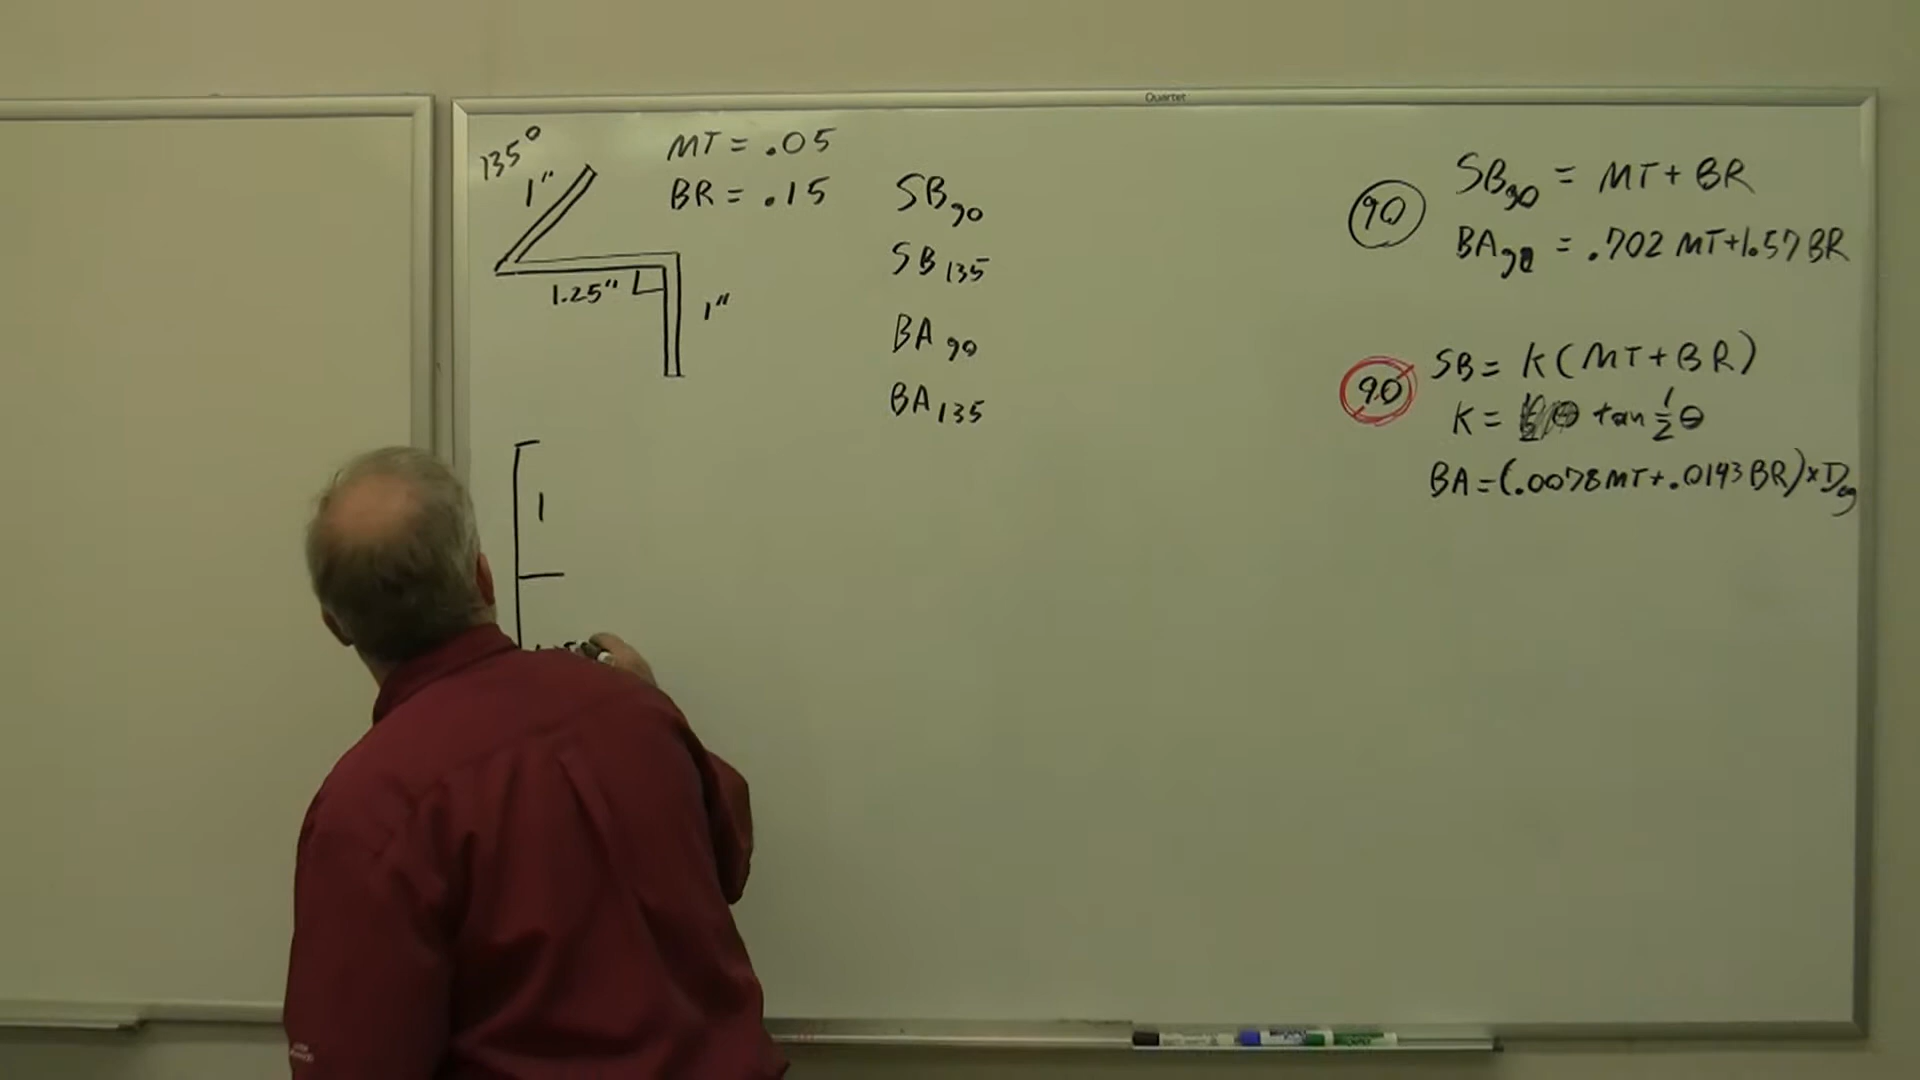 Quartet
135°
1"
MT = .05
BR = .15
1.25"
1"
SB90
SB135
BA90
BA135
1
90
SB90 = MT + BR
BA90 = .702 MT + 1.57 BR
90
SB = K (MT + BR)
K = tan 1/2 θ
BA = (.0078 MT + .0193 BR) × Deg